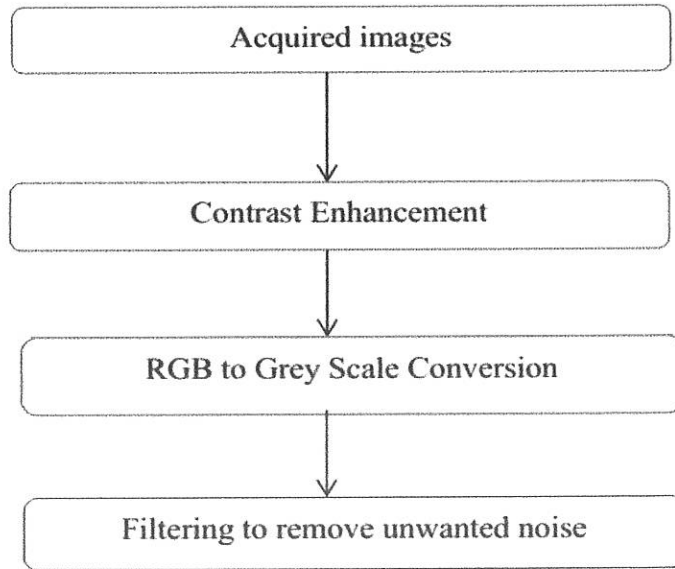 Acquired images
Contrast Enhancement
RGB to Grey Scale Conversion
Filtering to remove unwanted noise